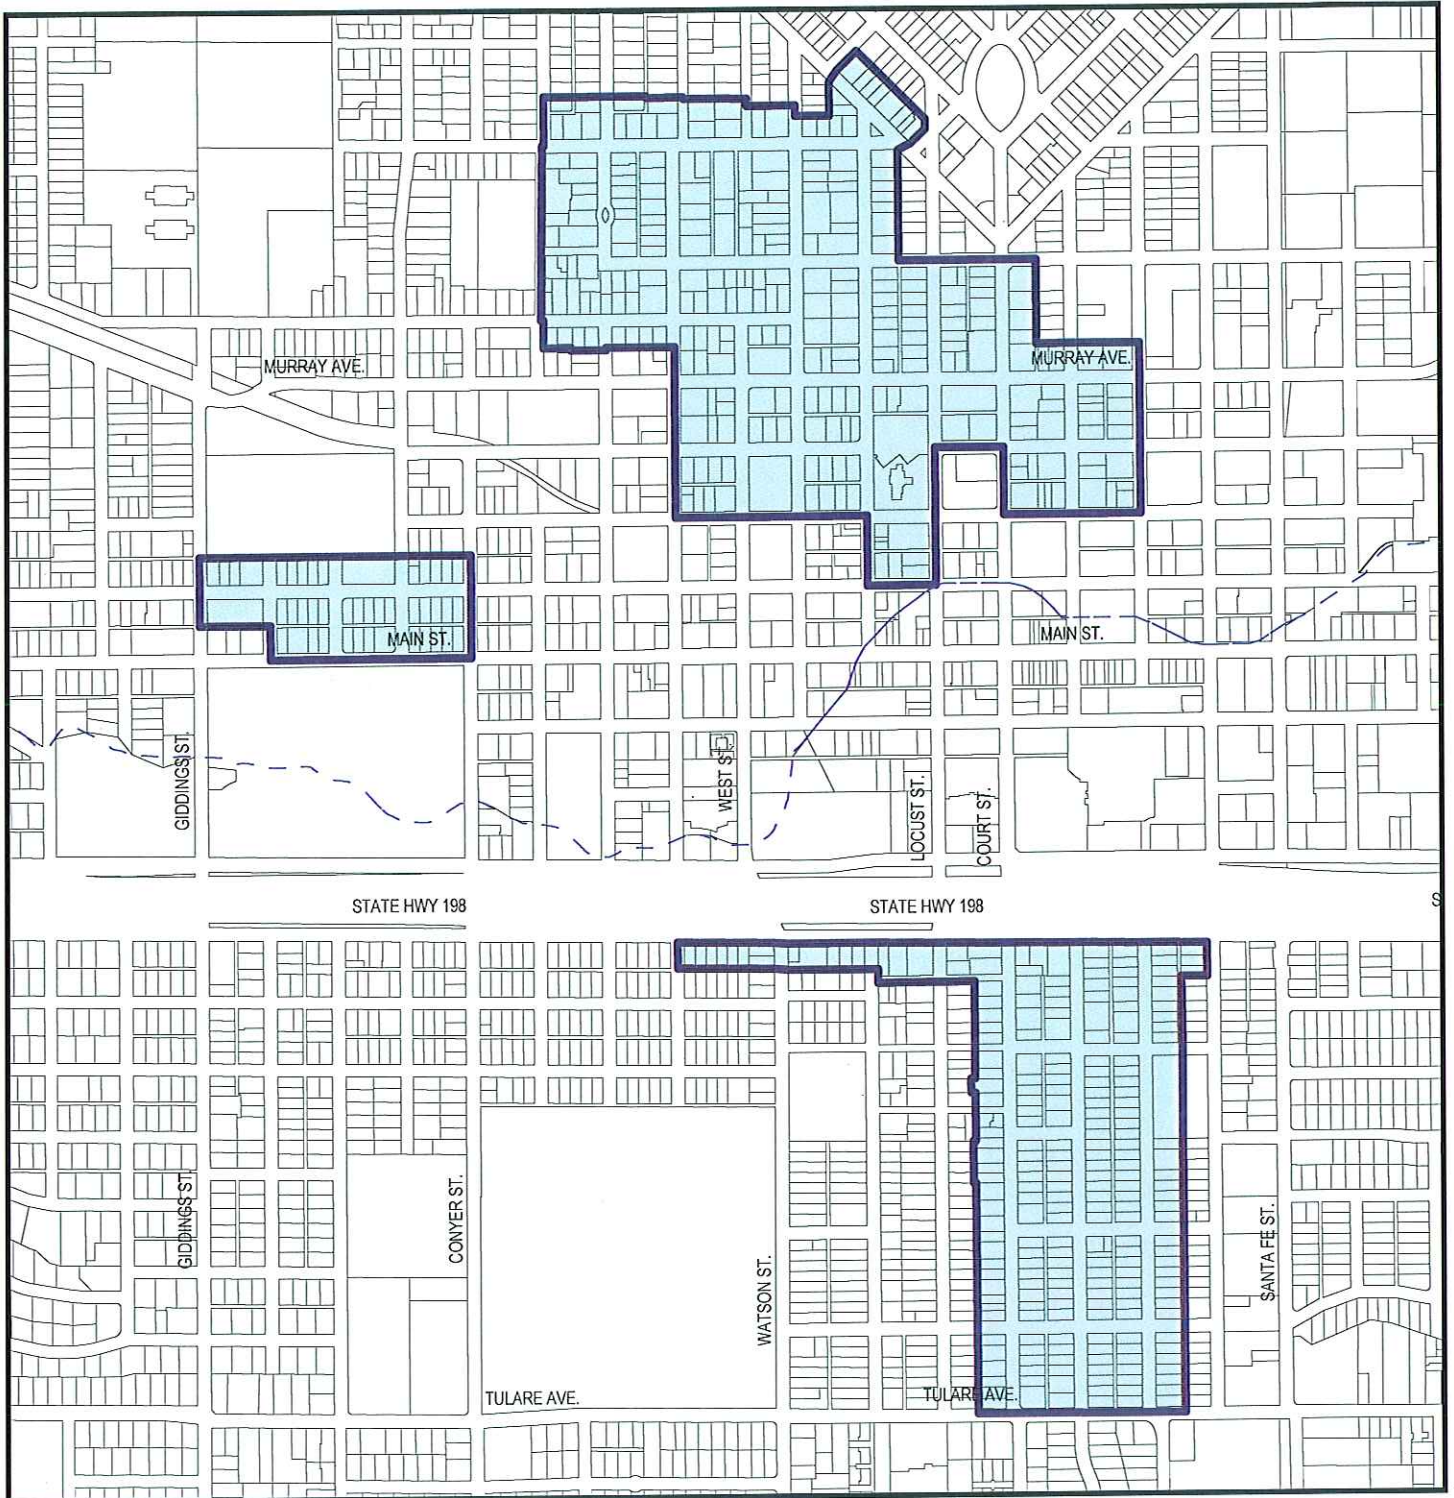 MURRAY AVE.
MURRAY AVE.
MAIN ST.
MAIN ST.
GIDDINGS ST.
WEST ST.
LOCUST ST.
COURT ST.
STATE HWY 198
STATE HWY 198
S
GIDDINGS ST.
CONYER ST.
WATSON ST.
SANTA FE ST.
TULARE AVE.
TULARE AVE.